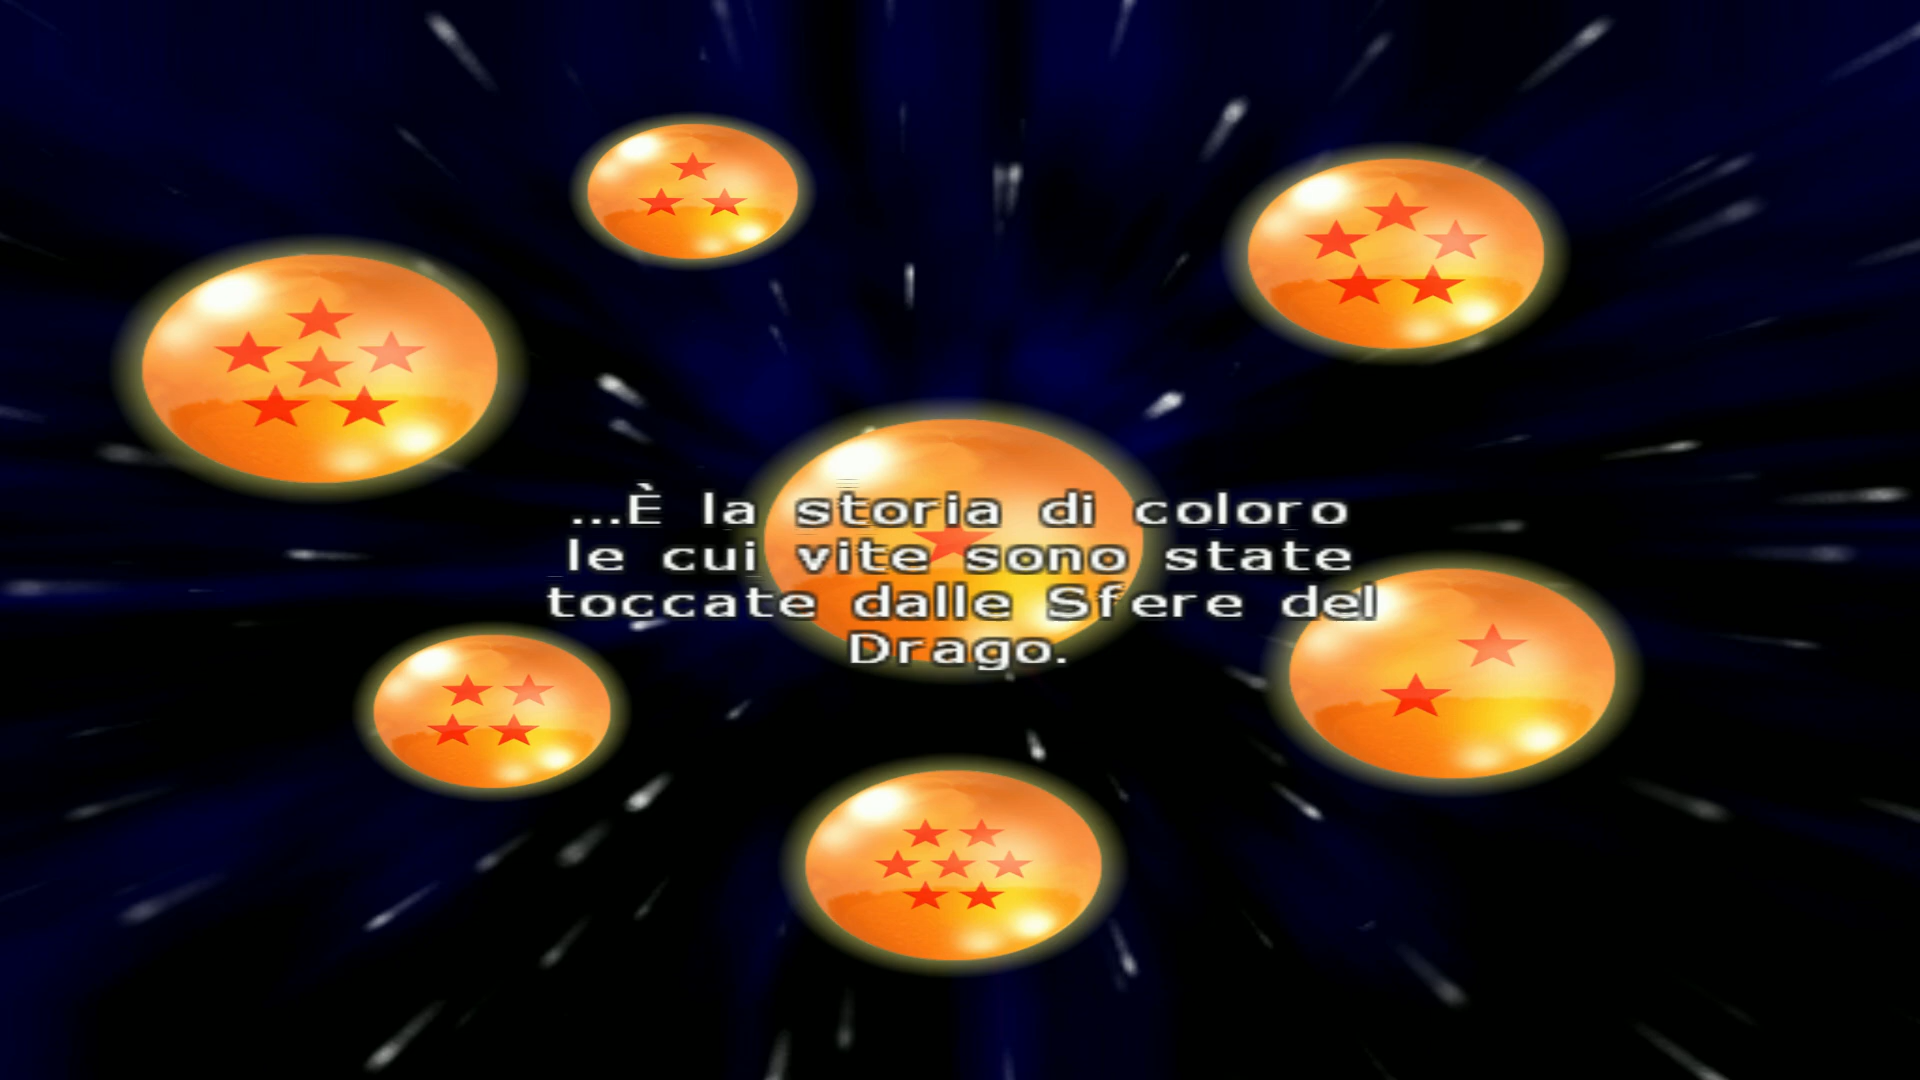 ...È la storia di coloro
le cui vite sono state
toccate dalle Sfere del
Drago.